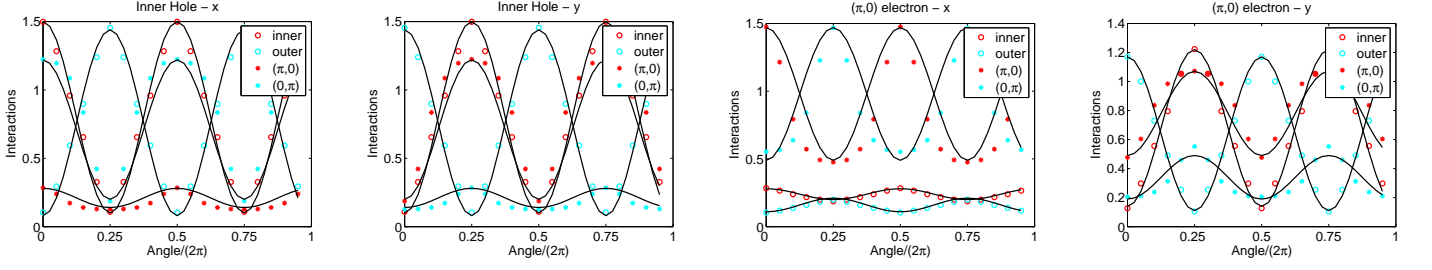 Inner Hole – x
1.5
1
0.5
0
Interactions
0
0.25
0.5
0.75
1
Angle/(2π)
inner
outer
(π,0)
(0,π)
Inner Hole – y
1.5
1
0.5
0
Interactions
0
0.25
0.5
0.75
1
Angle/(2π)
inner
outer
(π,0)
(0,π)
(π,0) electron – x
1.5
1
0.5
0
Interactions
0
0.25
0.5
0.75
1
Angle/(2π)
inner
outer
(π,0)
(0,π)
(π,0) electron – y
1.4
1.2
1
0.8
0.6
0.4
0.2
0
Interactions
0
0.25
0.5
0.75
1
Angle/(2π)
inner
outer
(π,0)
(0,π)